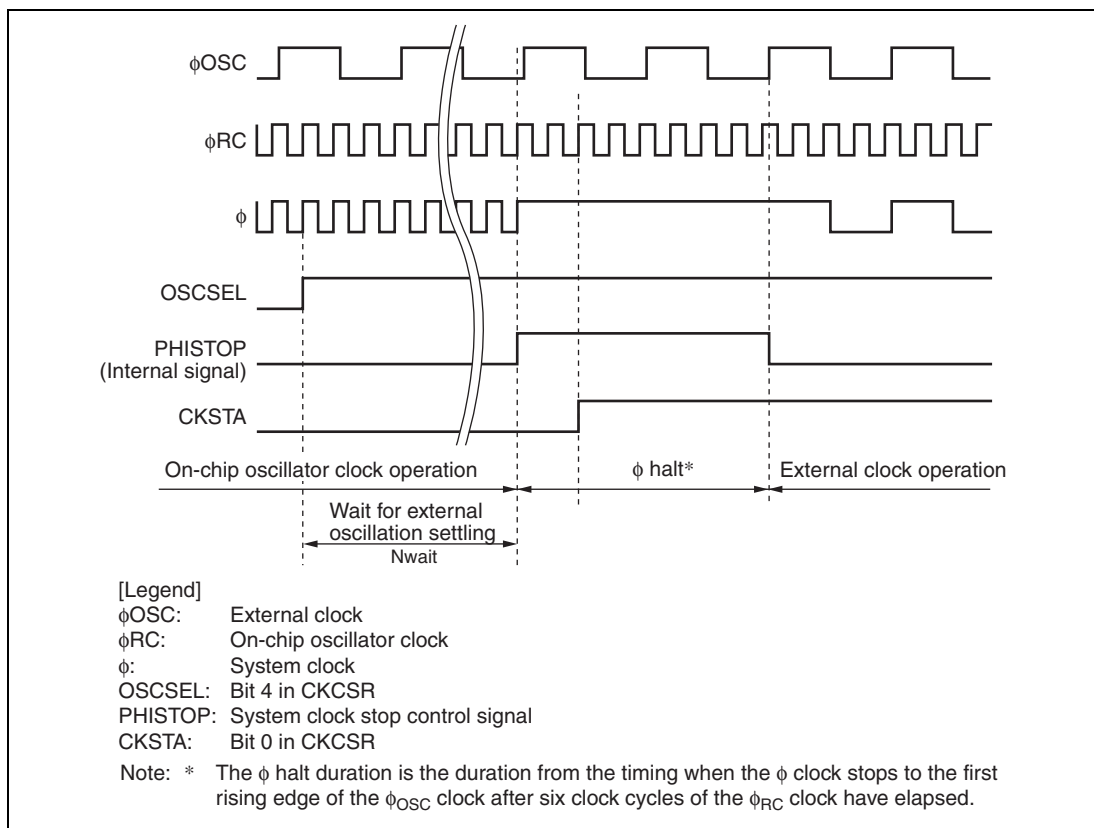 φOSC
φRC
φ
OSCSEL
PHISTOP
(Internal signal)
CKSTA
On-chip oscillator clock operation
φ halt*
External clock operation
Wait for external
oscillation settling
Nwait
[Legend]
φOSC: External clock
φRC: On-chip oscillator clock
φ: System clock
OSCSEL: Bit 4 in CKCSR
PHISTOP: System clock stop control signal
CKSTA: Bit 0 in CKCSR
Note: * The φ halt duration is the duration from the timing when the φ clock stops to the first
rising edge of the φOSC clock after six clock cycles of the φRC clock have elapsed.